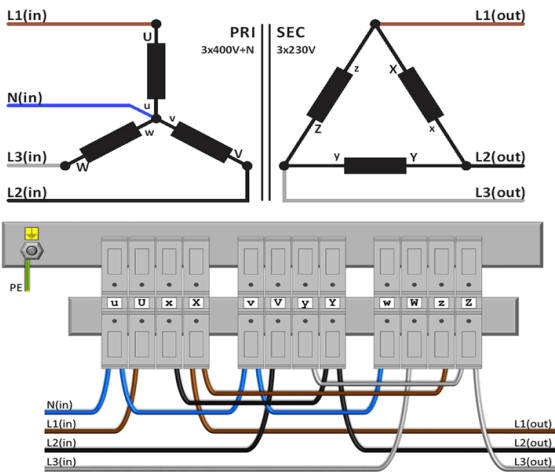 L1(in)
U
PRI
SEC
L1(out)
3x400V+N
3x230V
z
X
N(in)
u
w
v
Z
x
L3(in)
W
V
y
Y
L2(out)
L2(in)
L3(out)
PE
u U x X v V y Y w W z Z
N(in)
L1(in)
L1(out)
L2(in)
L2(out)
L3(in)
L3(out)